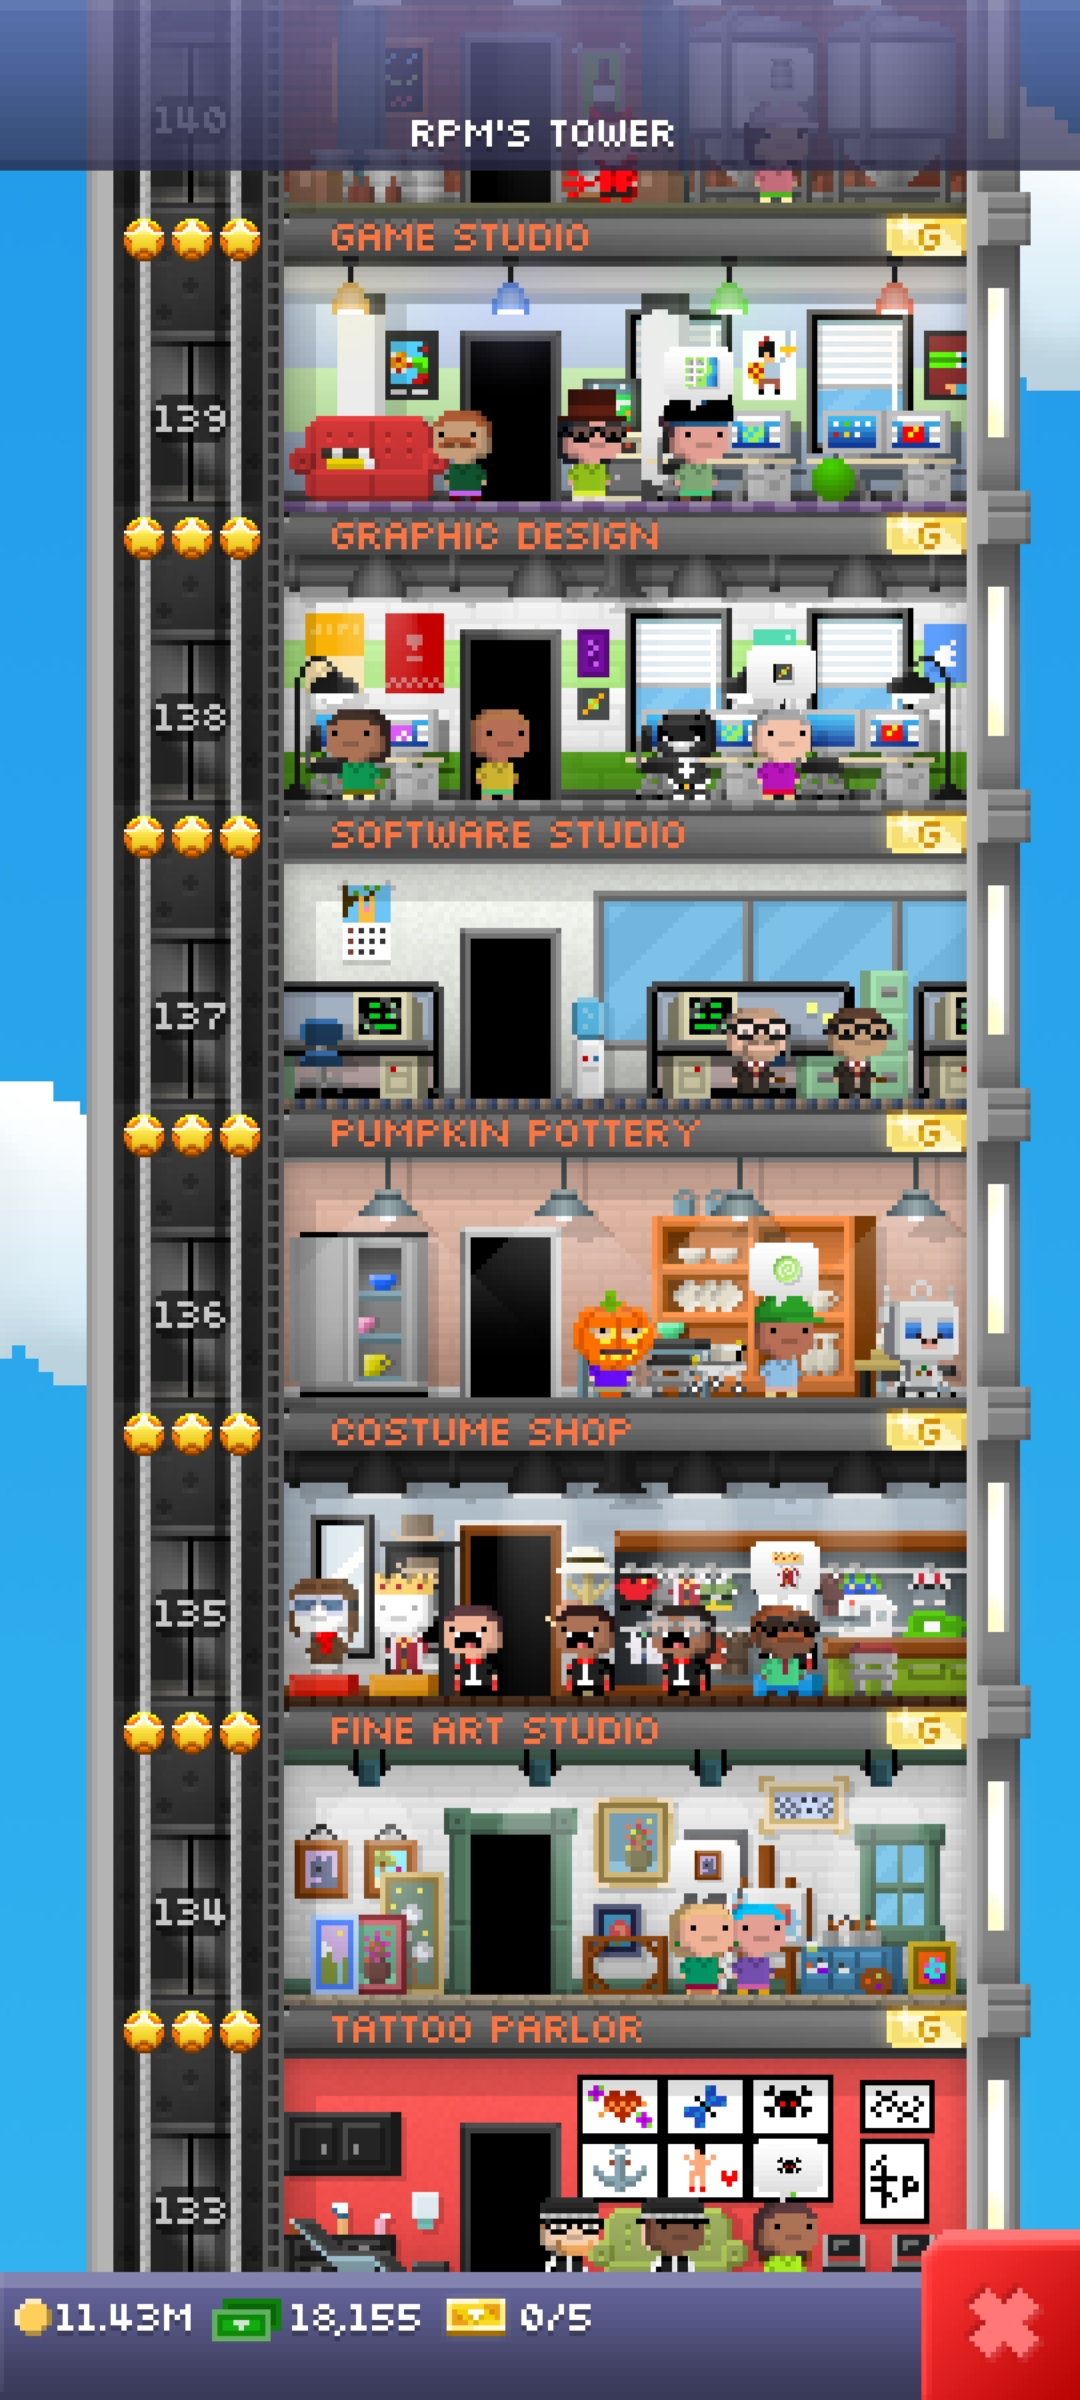 140
RPM'S TOWER
GAME STUDIO G
139
GRAPHIC DESIGN G
138
SOFTWARE STUDIO G
137
PUMPKIN POTTERY G
136
COSTUME SHOP G
135
FINE ART STUDIO G
134
TATTOO PARLOR G
133
11.43M 18,155 0/5